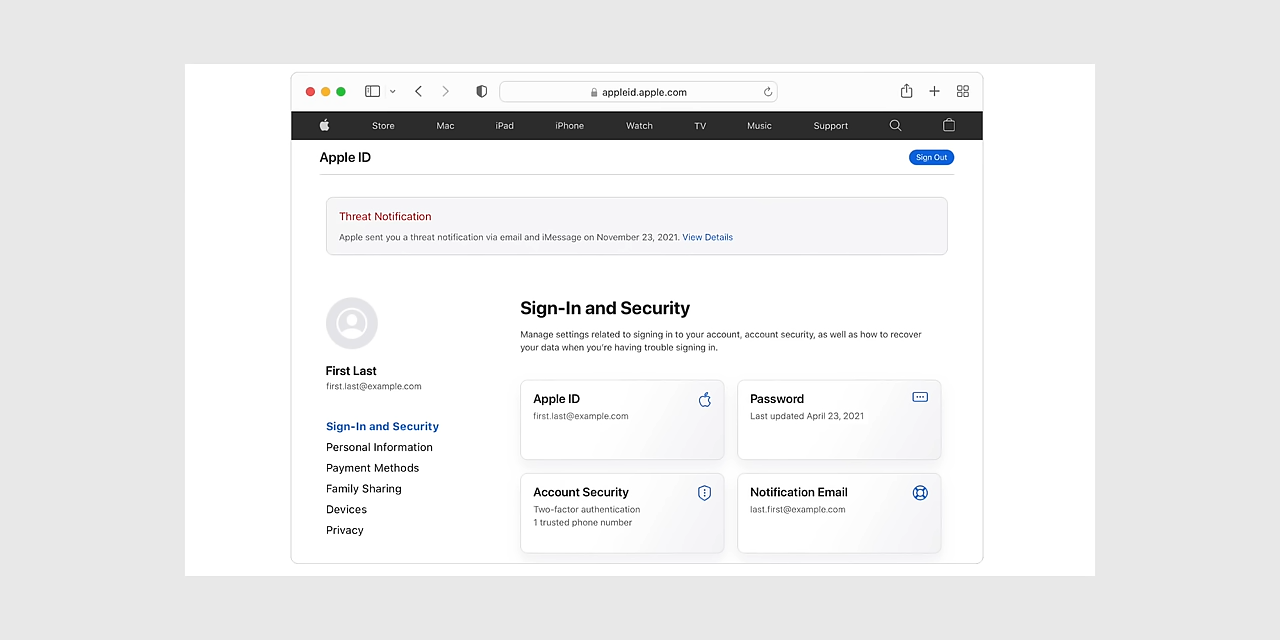 appleid.apple.com
Store Mac iPad iPhone Watch TV Music Support
Apple ID
Sign Out
Threat Notification
Apple sent you a threat notification via email and iMessage on November 23, 2021. View Details
First Last
first.last@example.com
Sign-In and Security
Personal Information
Payment Methods
Family Sharing
Devices
Privacy
Sign-In and Security
Manage settings related to signing in to your account, account security, as well as how to recover
your data when you're having trouble signing in.
Apple ID
first.last@example.com
Password
Last updated April 23, 2021
Account Security
Two-factor authentication
1 trusted phone number
Notification Email
last.first@example.com